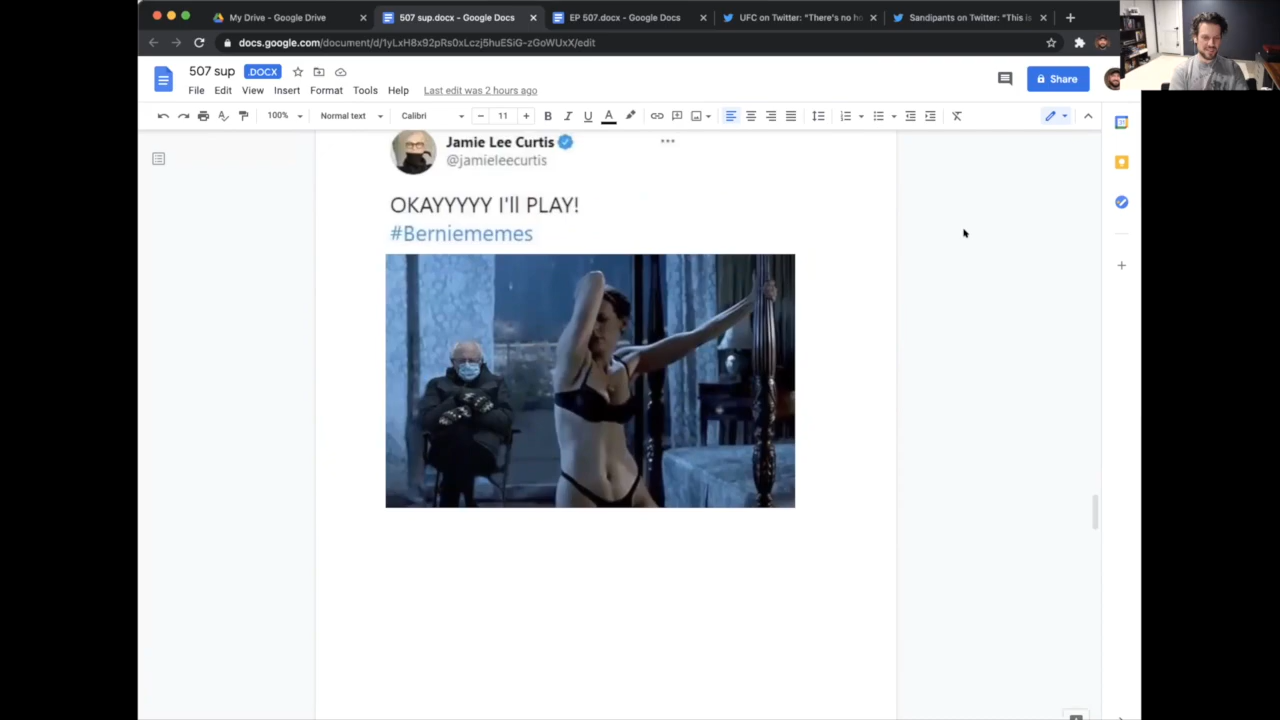 My Drive - Google Drive
507 sup.docx - Google Docs
EP 507.docx - Google Docs
UFC on Twitter: "There's no ho
Sandipants on Twitter: "This is
docs.google.com/document/d/1yLxH8x92pRs0xLczj5huESiG-zGoWUxX/edit
507 sup .DOCX
Share
File Edit View Insert Format Tools Help Last edit was 2 hours ago
100% Normal text Calibri 11 B I U A
Jamie Lee Curtis
@jamieleecurtis
OKAYYYYY I'll PLAY!
#Berniememes